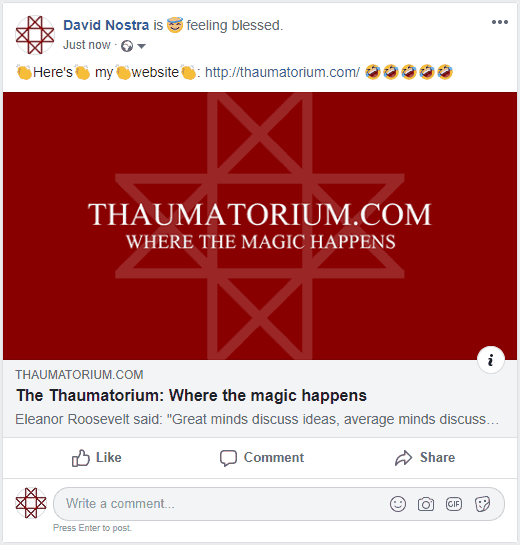 David Nostra is 😇 feeling blessed.
Just now ·
👏Here's👏 my👏website👏: http://thaumatorium.com/ 🤣🤣🤣🤣🤣
THAUMATORIUM.COM
WHERE THE MAGIC HAPPENS
i
THAUMATORIUM.COM
The Thaumatorium: Where the magic happens
Eleanor Roosevelt said: "Great minds discuss ideas, average minds discuss…
Like Comment Share
Write a comment...
GIF
Press Enter to post.